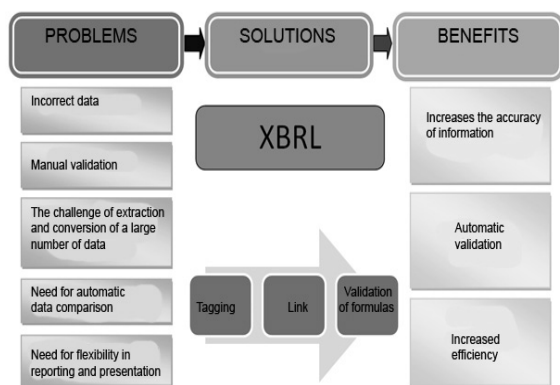 PROBLEMS
SOLUTIONS
BENEFITS
Incorrect data
Manual validation
The challenge of extraction
and conversion of a large
number of data
Need for automatic
data comparison
Need for flexibility in
reporting and presentation
XBRL
Tagging
Link
Validation
of formulas
Increases the accuracy
of information
Automatic
validation
Increased
efficiency